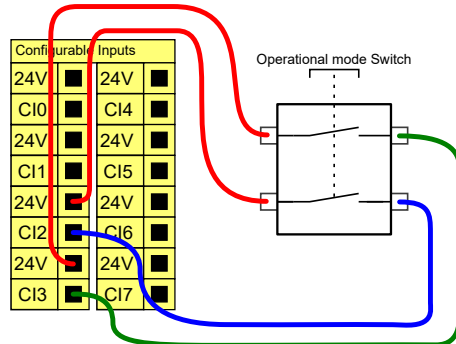 Configurable Inputs
Operational mode Switch
24V 24V
CI0 CI4
24V 24V
CI1 CI5
24V 24V
CI2 CI6
24V 24V
CI3 CI7